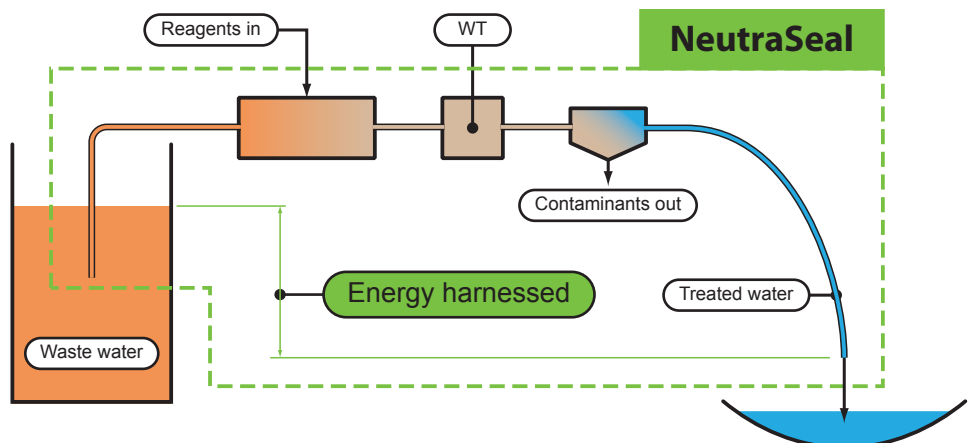 Reagents in
WT
NeutraSeal
Contaminants out
Energy harnessed
Treated water
Waste water